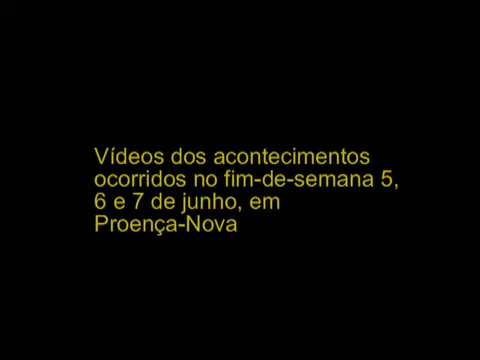 Vídeos dos acontecimentos
ocorridos no fim-de-semana 5,
6 e 7 de junho, em
Proença-Nova